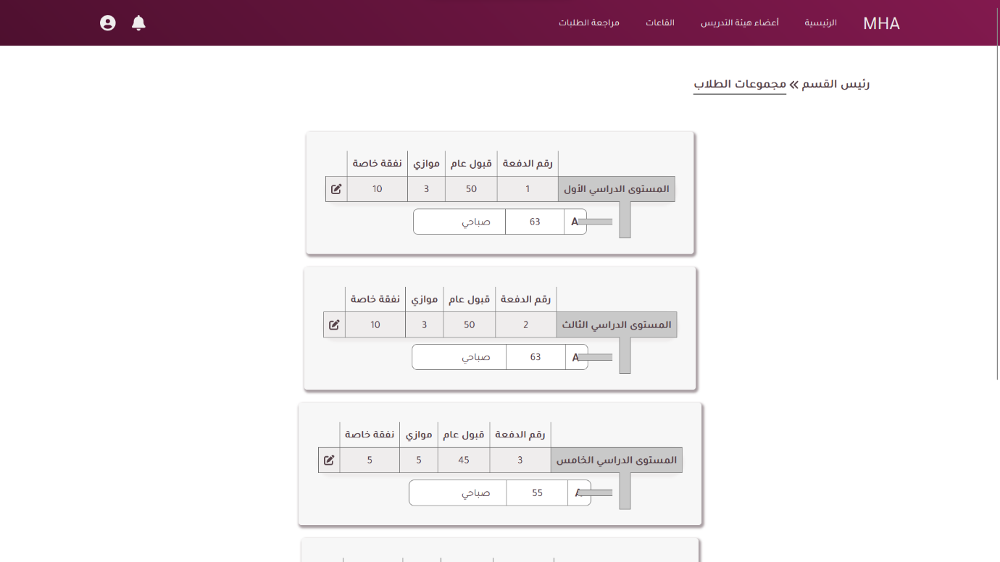 MHA الرئيسية أعضاء هيئة التدريس القاعات مراجعة الطلبات
رئيس القسم » مجموعات الطلاب
رقم الدفعة قبول عام موازي نفقة خاصة
المستوى الدراسي الأول 1 50 3 10
A 63 صباحي
رقم الدفعة قبول عام موازي نفقة خاصة
المستوى الدراسي الثالث 2 50 3 10
A 63 صباحي
رقم الدفعة قبول عام موازي نفقة خاصة
المستوى الدراسي الخامس 3 45 5 5
A 55 صباحي